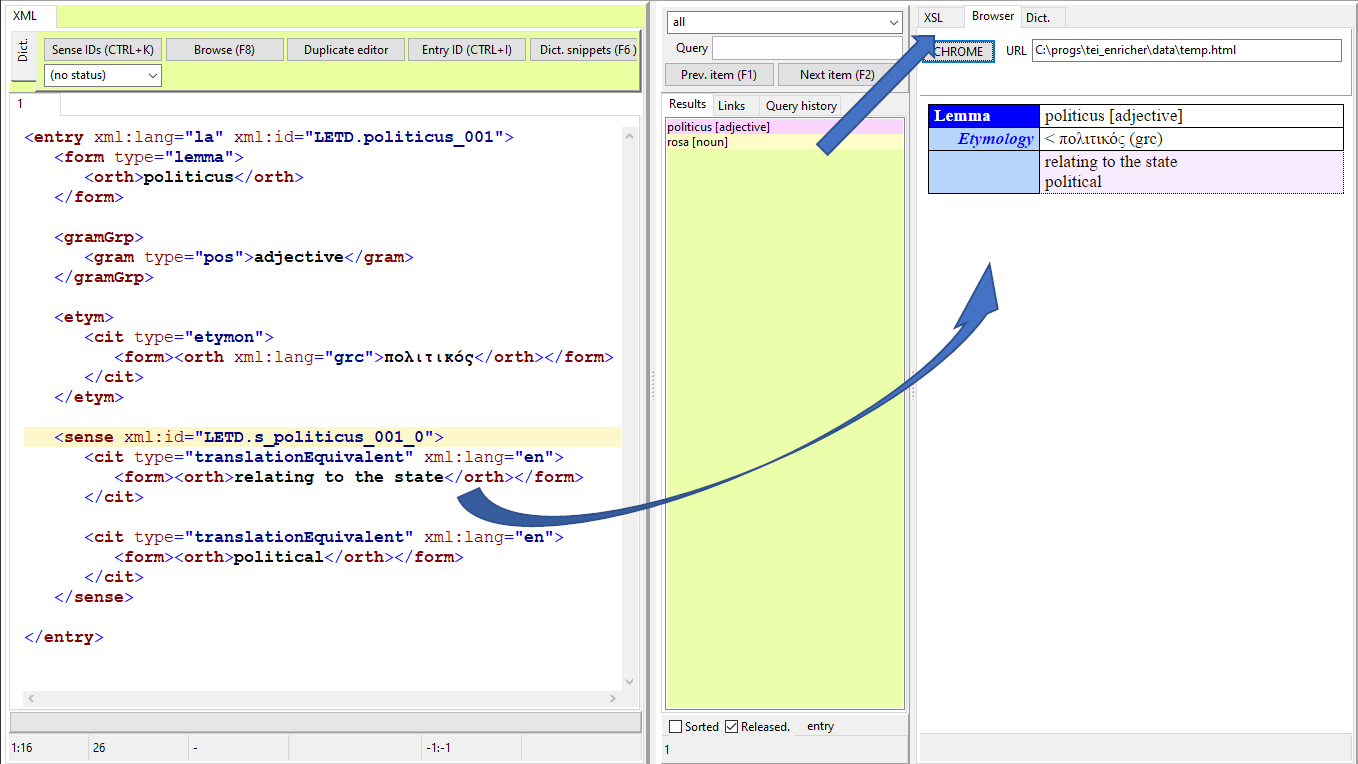 XML
Dict.
Sense IDs (CTRL+K)
Browse (F8)
Duplicate editor
Entry ID (CTRL+I)
Dict. snippets (F6 )
(no status)
1
<entry xml:lang="la" xml:id="LETD.politicus_001">
<form type="lemma">
<orth>politicus</orth>
</form>
<gramGrp>
<gram type="pos">adjective</gram>
</gramGrp>
<etym>
<cit type="etymon">
<form><orth xml:lang="grc">πολιτικός</orth></form>
</cit>
</etym>
<sense xml:id="LETD.s_politicus_001_0">
<cit type="translationEquivalent" xml:lang="en">
<form><orth>relating to the state</orth></form>
</cit>
<cit type="translationEquivalent" xml:lang="en">
<form><orth>political</orth></form>
</cit>
</sense>
</entry>
1:16
26
-
-1:-1
all
Query
Prev. item (F1)
Next item (F2)
Results
Links
Query history
politicus [adjective]
rosa [noun]
Sorted
Released.
entry
1
XSL
Browser
Dict.
CHROME
URL
C:\progs\tei_enricher\data\temp.html
Lemma
politicus [adjective]
Etymology
< πολιτικός (grc)
relating to the state
political